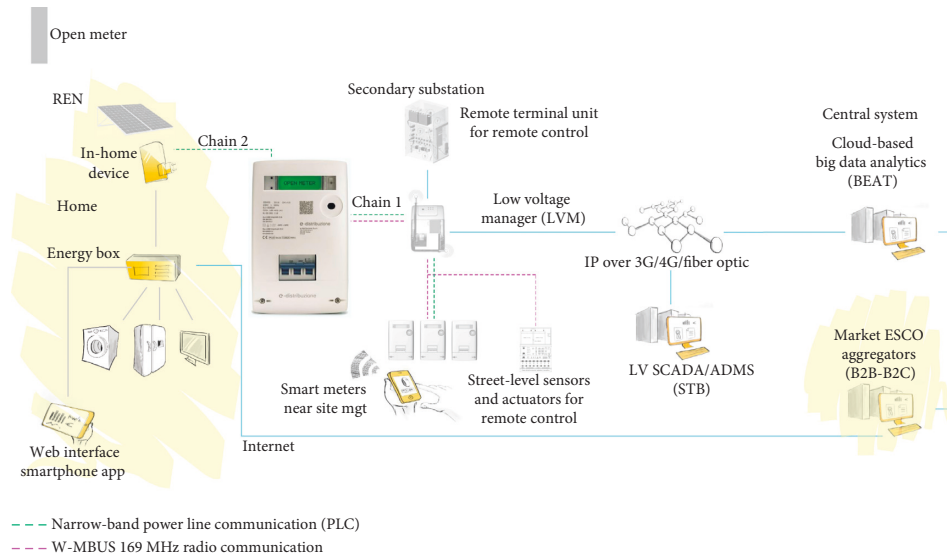 Open meter
REN
Secondary substation
Remote terminal unit
for remote control
Central system
Cloud-based
big data analytics
(BEAT)
Chain 2
In-home
device
OPEN METER
Chain 1
Low voltage
manager (LVM)
Home
e-distribuzione
Energy box
IP over 3G/4G/fiber optic
e-distribuzione
Market ESCO
aggregators
(B2B-B2C)
LV SCADA/ADMS
(STB)
Smart meters
near site mgt
Street-level sensors
and actuators for
remote control
Internet
Web interface
smartphone app
Narrow-band power line communication (PLC)
W-MBUS 169 MHz radio communication